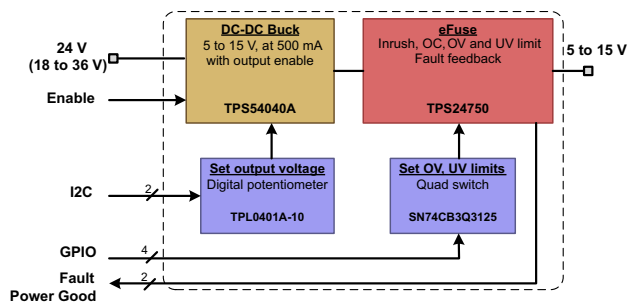 DC-DC Buck
5 to 15 V, at 500 mA
with output enable
TPS54040A
eFuse
Inrush, OC, OV and UV limit
Fault feedback
TPS24750
24 V
(18 to 36 V)
5 to 15 V
Enable
Set output voltage
Digital potentiometer
TPL0401A-10
Set OV, UV limits
Quad switch
SN74CB3Q3125
I2C
2
GPIO
4
Fault
Power Good
2